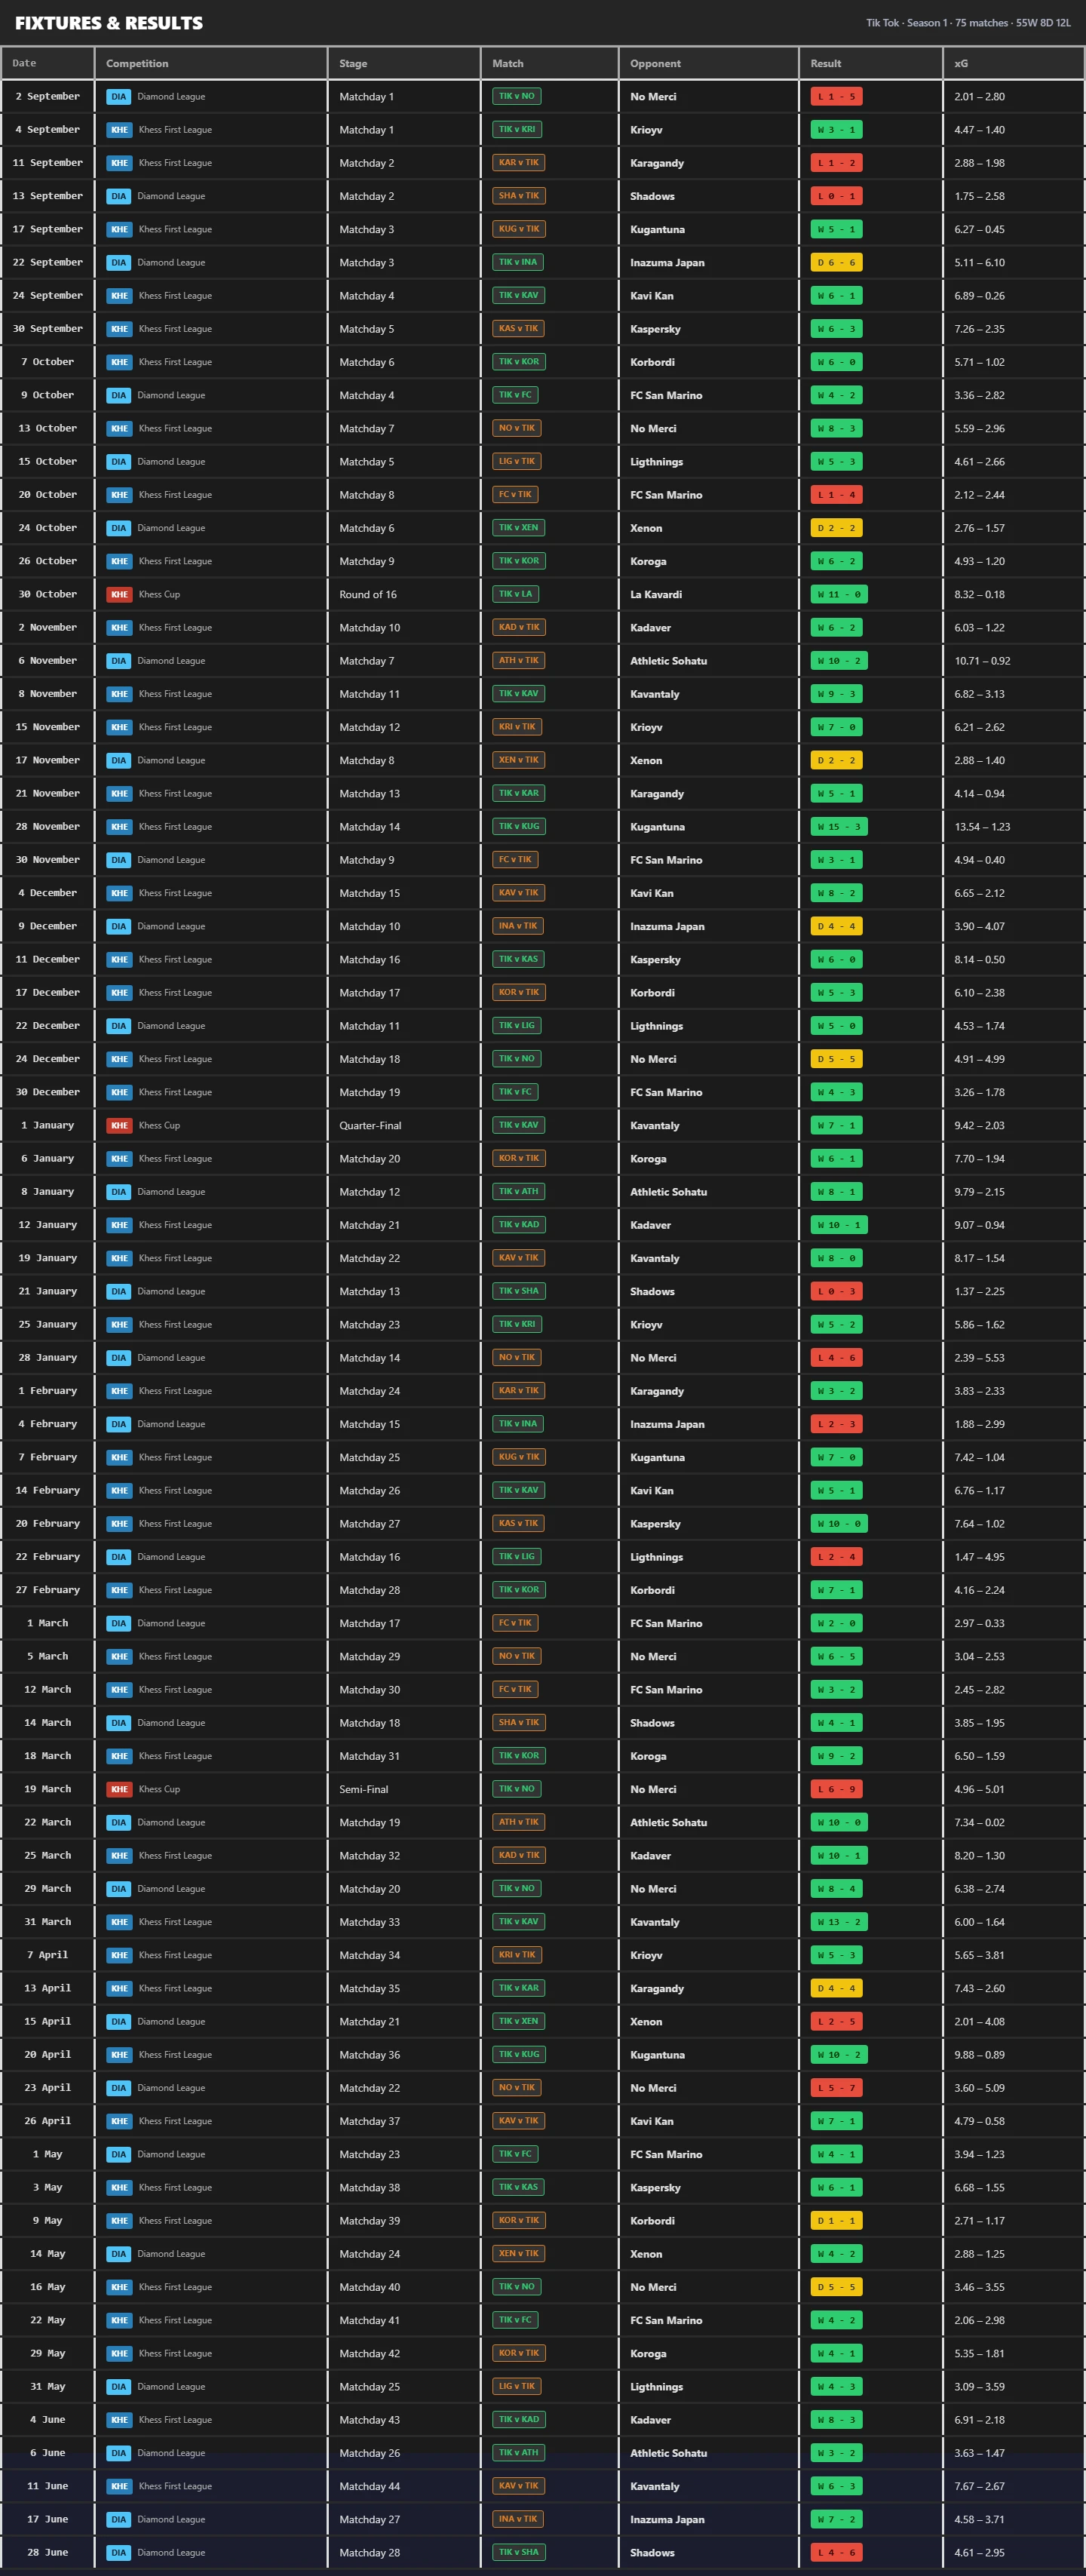 FIXTURES & RESULTS
Tik Tok · Season 1 · 75 matches · 55W 8D 12L
Date Competition Stage Match Opponent Result xG
2 September DIA Diamond League Matchday 1 TIK v NO No Merci L 1 - 5 2.01 – 2.80
4 September KHE Khess First League Matchday 1 TIK v KRI Krioyv W 3 - 1 4.47 – 1.40
11 September KHE Khess First League Matchday 2 KAR v TIK Karagandy L 1 - 2 2.88 – 1.98
13 September DIA Diamond League Matchday 2 SHA v TIK Shadows L 0 - 1 1.75 – 2.58
17 September KHE Khess First League Matchday 3 KUG v TIK Kugantuna W 5 - 1 6.27 – 0.45
22 September DIA Diamond League Matchday 3 TIK v INA Inazuma Japan D 6 - 6 5.11 – 6.10
24 September KHE Khess First League Matchday 4 TIK v KAV Kavi Kan W 6 - 1 6.89 – 0.26
30 September KHE Khess First League Matchday 5 KAS v TIK Kaspersky W 6 - 3 7.26 – 2.35
7 October KHE Khess First League Matchday 6 TIK v KOR Korbordi W 6 - 0 5.71 – 1.02
9 October DIA Diamond League Matchday 4 TIK v FC FC San Marino W 4 - 2 3.36 – 2.82
13 October KHE Khess First League Matchday 7 NO v TIK No Merci W 8 - 3 5.59 – 2.96
15 October DIA Diamond League Matchday 5 LIG v TIK Ligthnings W 5 - 3 4.61 – 2.66
20 October KHE Khess First League Matchday 8 FC v TIK FC San Marino L 1 - 4 2.12 – 2.44
24 October DIA Diamond League Matchday 6 TIK v XEN Xenon D 2 - 2 2.76 – 1.57
26 October KHE Khess First League Matchday 9 TIK v KOR Koroga W 6 - 2 4.93 – 1.20
30 October KHE Khess Cup Round of 16 TIK v LA La Kavardi W 11 - 0 8.32 – 0.18
2 November KHE Khess First League Matchday 10 KAD v TIK Kadaver W 6 - 2 6.03 – 1.22
6 November DIA Diamond League Matchday 7 ATH v TIK Athletic Sohatu W 10 - 2 10.71 – 0.92
8 November KHE Khess First League Matchday 11 TIK v KAV Kavantaly W 9 - 3 6.82 – 3.13
15 November KHE Khess First League Matchday 12 KRI v TIK Krioyv W 7 - 0 6.21 – 2.62
17 November DIA Diamond League Matchday 8 XEN v TIK Xenon D 2 - 2 2.88 – 1.40
21 November KHE Khess First League Matchday 13 TIK v KAR Karagandy W 5 - 1 4.14 – 0.94
28 November KHE Khess First League Matchday 14 TIK v KUG Kugantuna W 15 - 3 13.54 – 1.23
30 November DIA Diamond League Matchday 9 FC v TIK FC San Marino W 3 - 1 4.94 – 0.40
4 December KHE Khess First League Matchday 15 KAV v TIK Kavi Kan W 8 - 2 6.65 – 2.12
9 December DIA Diamond League Matchday 10 INA v TIK Inazuma Japan D 4 - 4 3.90 – 4.07
11 December KHE Khess First League Matchday 16 TIK v KAS Kaspersky W 6 - 0 8.14 – 0.50
17 December KHE Khess First League Matchday 17 KOR v TIK Korbordi W 5 - 3 6.10 – 2.38
22 December DIA Diamond League Matchday 11 TIK v LIG Ligthnings W 5 - 0 4.53 – 1.74
24 December KHE Khess First League Matchday 18 TIK v NO No Merci D 5 - 5 4.91 – 4.99
30 December KHE Khess First League Matchday 19 TIK v FC FC San Marino W 4 - 3 3.26 – 1.78
1 January KHE Khess Cup Quarter-Final TIK v KAV Kavantaly W 7 - 1 9.42 – 2.03
6 January KHE Khess First League Matchday 20 KOR v TIK Koroga W 6 - 1 7.70 – 1.94
8 January DIA Diamond League Matchday 12 TIK v ATH Athletic Sohatu W 8 - 1 9.79 – 2.15
12 January KHE Khess First League Matchday 21 TIK v KAD Kadaver W 10 - 1 9.07 – 0.94
19 January KHE Khess First League Matchday 22 KAV v TIK Kavantaly W 8 - 0 8.17 – 1.54
21 January DIA Diamond League Matchday 13 TIK v SHA Shadows L 0 - 3 1.37 – 2.25
25 January KHE Khess First League Matchday 23 TIK v KRI Krioyv W 5 - 2 5.86 – 1.62
28 January DIA Diamond League Matchday 14 NO v TIK No Merci L 4 - 6 2.39 – 5.53
1 February KHE Khess First League Matchday 24 KAR v TIK Karagandy W 3 - 2 3.83 – 2.33
4 February DIA Diamond League Matchday 15 TIK v INA Inazuma Japan L 2 - 3 1.88 – 2.99
7 February KHE Khess First League Matchday 25 KUG v TIK Kugantuna W 7 - 0 7.42 – 1.04
14 February KHE Khess First League Matchday 26 TIK v KAV Kavi Kan W 5 - 1 6.76 – 1.17
20 February KHE Khess First League Matchday 27 KAS v TIK Kaspersky W 10 - 0 7.64 – 1.02
22 February DIA Diamond League Matchday 16 TIK v LIG Ligthnings L 2 - 4 1.47 – 4.95
27 February KHE Khess First League Matchday 28 TIK v KOR Korbordi W 7 - 1 4.16 – 2.24
1 March DIA Diamond League Matchday 17 FC v TIK FC San Marino W 2 - 0 2.97 – 0.33
5 March KHE Khess First League Matchday 29 NO v TIK No Merci W 6 - 5 3.04 – 2.53
12 March KHE Khess First League Matchday 30 FC v TIK FC San Marino W 3 - 2 2.45 – 2.82
14 March DIA Diamond League Matchday 18 SHA v TIK Shadows W 4 - 1 3.85 – 1.95
18 March KHE Khess First League Matchday 31 TIK v KOR Koroga W 9 - 2 6.50 – 1.59
19 March KHE Khess Cup Semi-Final TIK v NO No Merci L 6 - 9 4.96 – 5.01
22 March DIA Diamond League Matchday 19 ATH v TIK Athletic Sohatu W 10 - 0 7.34 – 0.02
25 March KHE Khess First League Matchday 32 KAD v TIK Kadaver W 10 - 1 8.20 – 1.30
29 March DIA Diamond League Matchday 20 TIK v NO No Merci W 8 - 4 6.38 – 2.74
31 March KHE Khess First League Matchday 33 TIK v KAV Kavantaly W 13 - 2 6.00 – 1.64
7 April KHE Khess First League Matchday 34 KRI v TIK Krioyv W 5 - 3 5.65 – 3.81
13 April KHE Khess First League Matchday 35 TIK v KAR Karagandy D 4 - 4 7.43 – 2.60
15 April DIA Diamond League Matchday 21 TIK v XEN Xenon L 2 - 5 2.01 – 4.08
20 April KHE Khess First League Matchday 36 TIK v KUG Kugantuna W 10 - 2 9.88 – 0.89
23 April DIA Diamond League Matchday 22 NO v TIK No Merci L 5 - 7 3.60 – 5.09
26 April KHE Khess First League Matchday 37 KAV v TIK Kavi Kan W 7 - 1 4.79 – 0.58
1 May DIA Diamond League Matchday 23 TIK v FC FC San Marino W 4 - 1 3.94 – 1.23
3 May KHE Khess First League Matchday 38 TIK v KAS Kaspersky W 6 - 1 6.68 – 1.55
9 May KHE Khess First League Matchday 39 KOR v TIK Korbordi D 1 - 1 2.71 – 1.17
14 May DIA Diamond League Matchday 24 XEN v TIK Xenon W 4 - 2 2.88 – 1.25
16 May KHE Khess First League Matchday 40 TIK v NO No Merci D 5 - 5 3.46 – 3.55
22 May KHE Khess First League Matchday 41 TIK v FC FC San Marino W 4 - 2 2.06 – 2.98
29 May KHE Khess First League Matchday 42 KOR v TIK Koroga W 4 - 1 5.35 – 1.81
31 May DIA Diamond League Matchday 25 LIG v TIK Ligthnings W 4 - 3 3.09 – 3.59
4 June KHE Khess First League Matchday 43 TIK v KAD Kadaver W 8 - 3 6.91 – 2.18
6 June DIA Diamond League Matchday 26 TIK v ATH Athletic Sohatu W 3 - 2 3.63 – 1.47
11 June KHE Khess First League Matchday 44 KAV v TIK Kavantaly W 6 - 3 7.67 – 2.67
17 June DIA Diamond League Matchday 27 INA v TIK Inazuma Japan W 7 - 2 4.58 – 3.71
28 June DIA Diamond League Matchday 28 TIK v SHA Shadows L 4 - 6 4.61 – 2.95